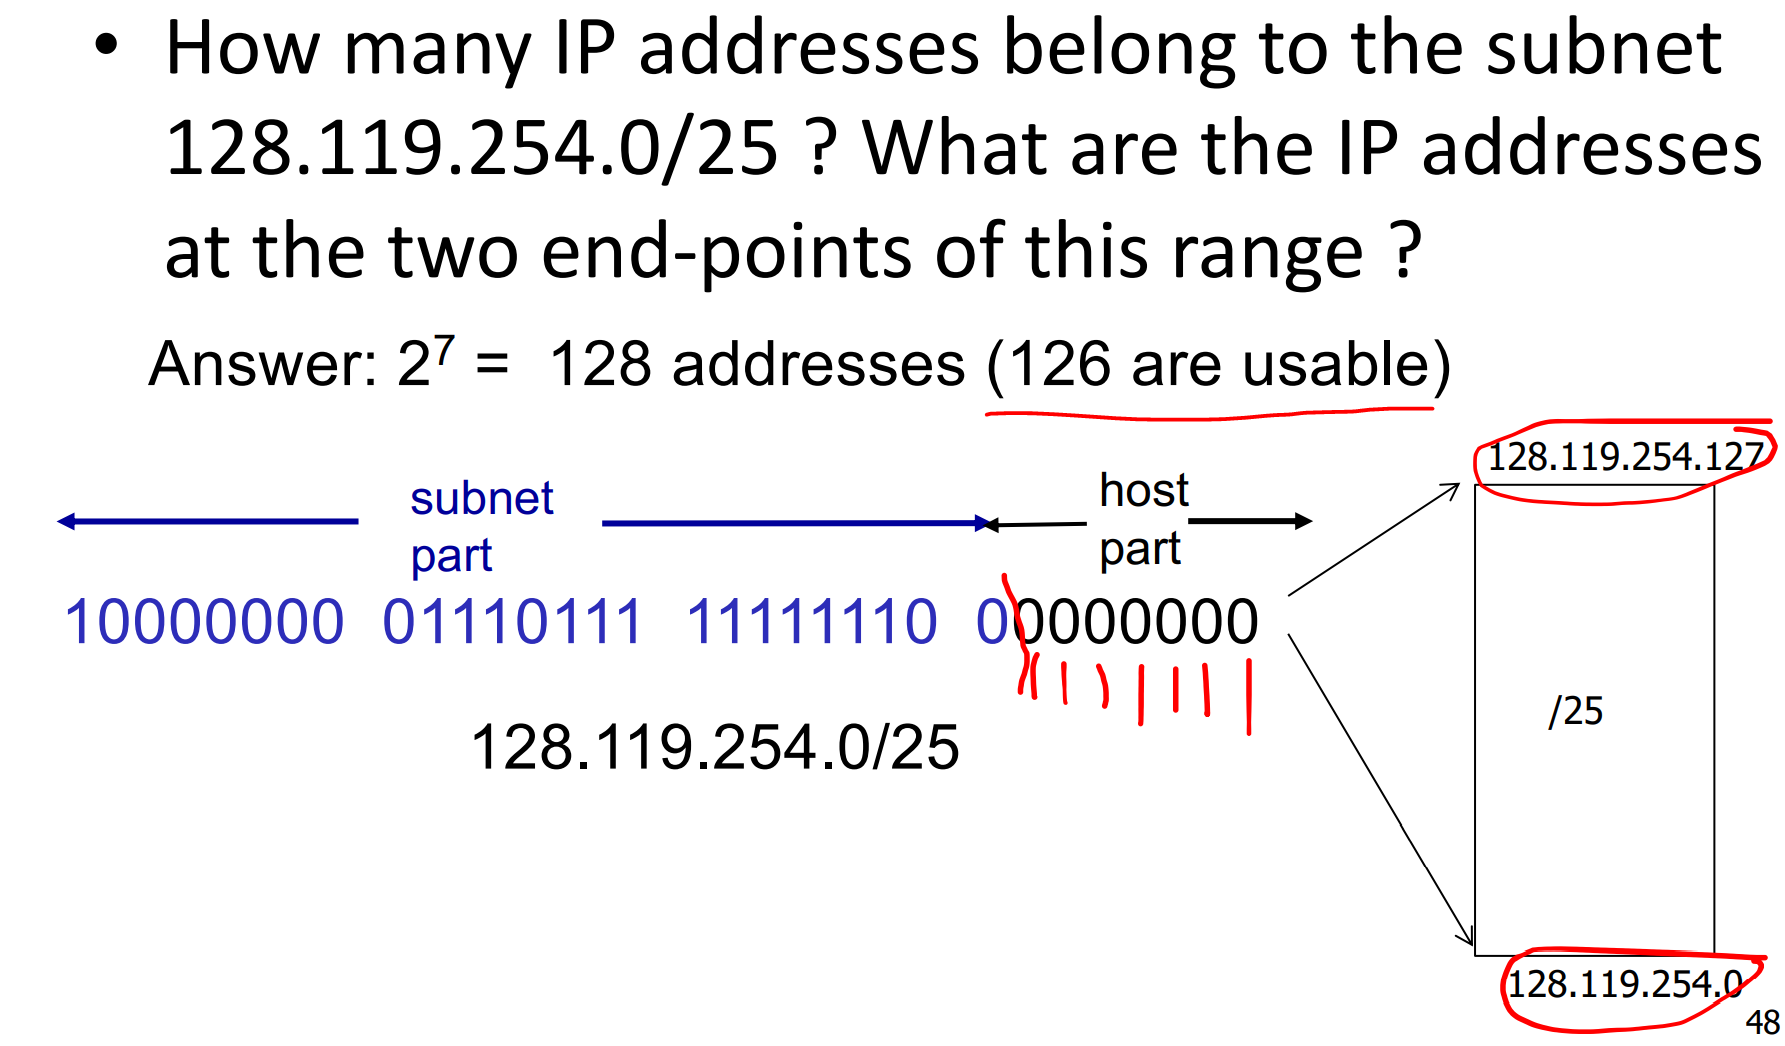 • How many IP addresses belong to the subnet
128.119.254.0/25 ? What are the IP addresses
at the two end-points of this range ?
Answer: 2⁷ = 128 addresses (126 are usable)
128.119.254.127
subnet
part
host
part
10000000 01110111 11111110 00000000
/25
128.119.254.0/25
128.119.254.0
48